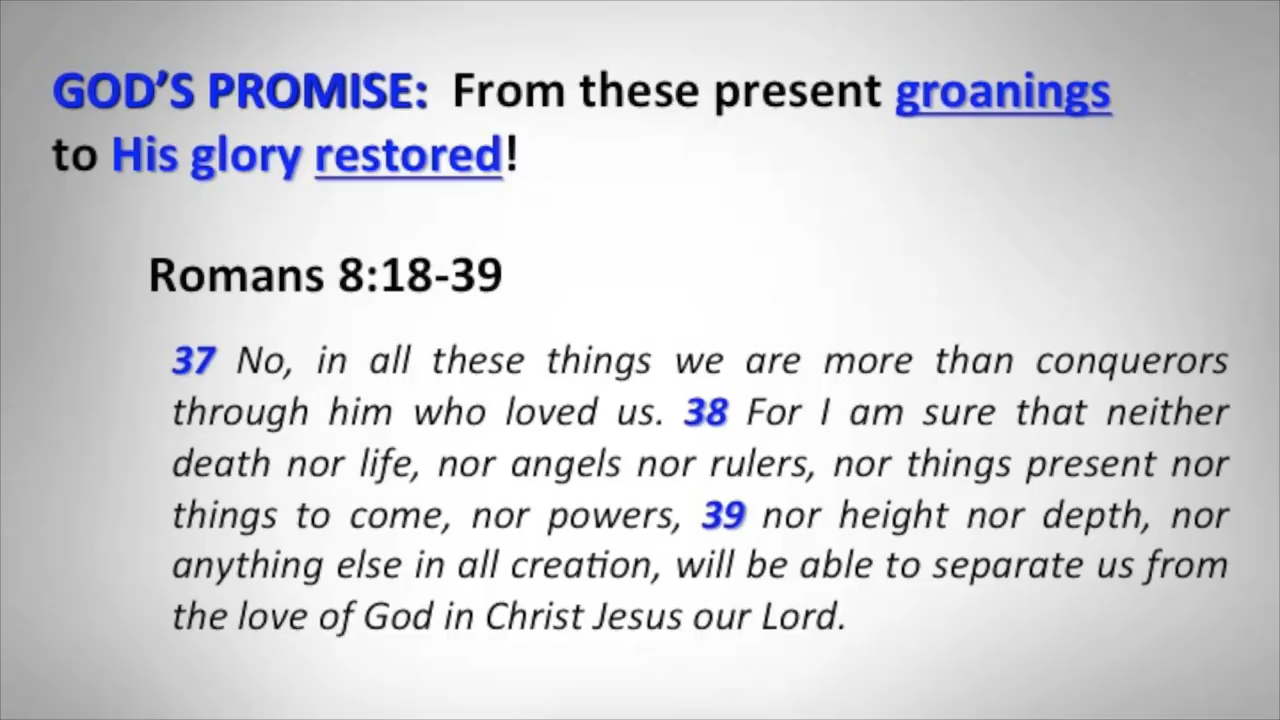 GOD’S PROMISE: From these present groanings
to His glory restored!
Romans 8:18-39
37 No, in all these things we are more than conquerors
through him who loved us. 38 For I am sure that neither
death nor life, nor angels nor rulers, nor things present nor
things to come, nor powers, 39 nor height nor depth, nor
anything else in all creation, will be able to separate us from
the love of God in Christ Jesus our Lord.